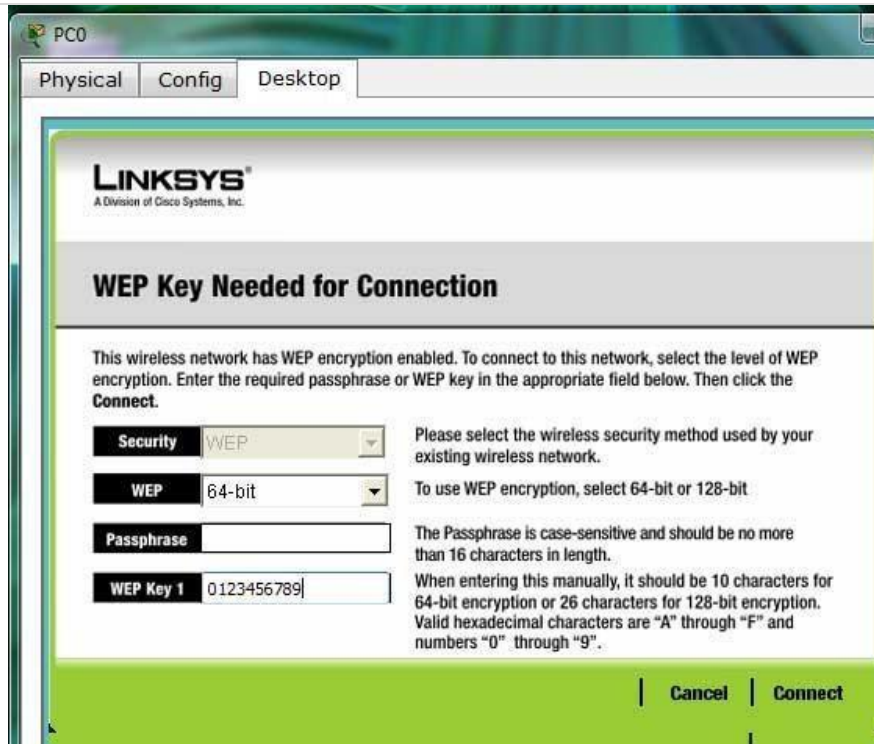 PC0
Physical Config Desktop
LINKSYS®
A Division of Cisco Systems, Inc.
WEP Key Needed for Connection
This wireless network has WEP encryption enabled. To connect to this network, select the level of WEP
encryption. Enter the required passphrase or WEP key in the appropriate field below. Then click the
Connect.
Security WEP
Please select the wireless security method used by your
existing wireless network.
WEP 64-bit
To use WEP encryption, select 64-bit or 128-bit
Passphrase
The Passphrase is case-sensitive and should be no more
than 16 characters in length.
WEP Key 1 0123456789
When entering this manually, it should be 10 characters for
64-bit encryption or 26 characters for 128-bit encryption.
Valid hexadecimal characters are “A” through “F” and
numbers “0” through “9”.
Cancel Connect